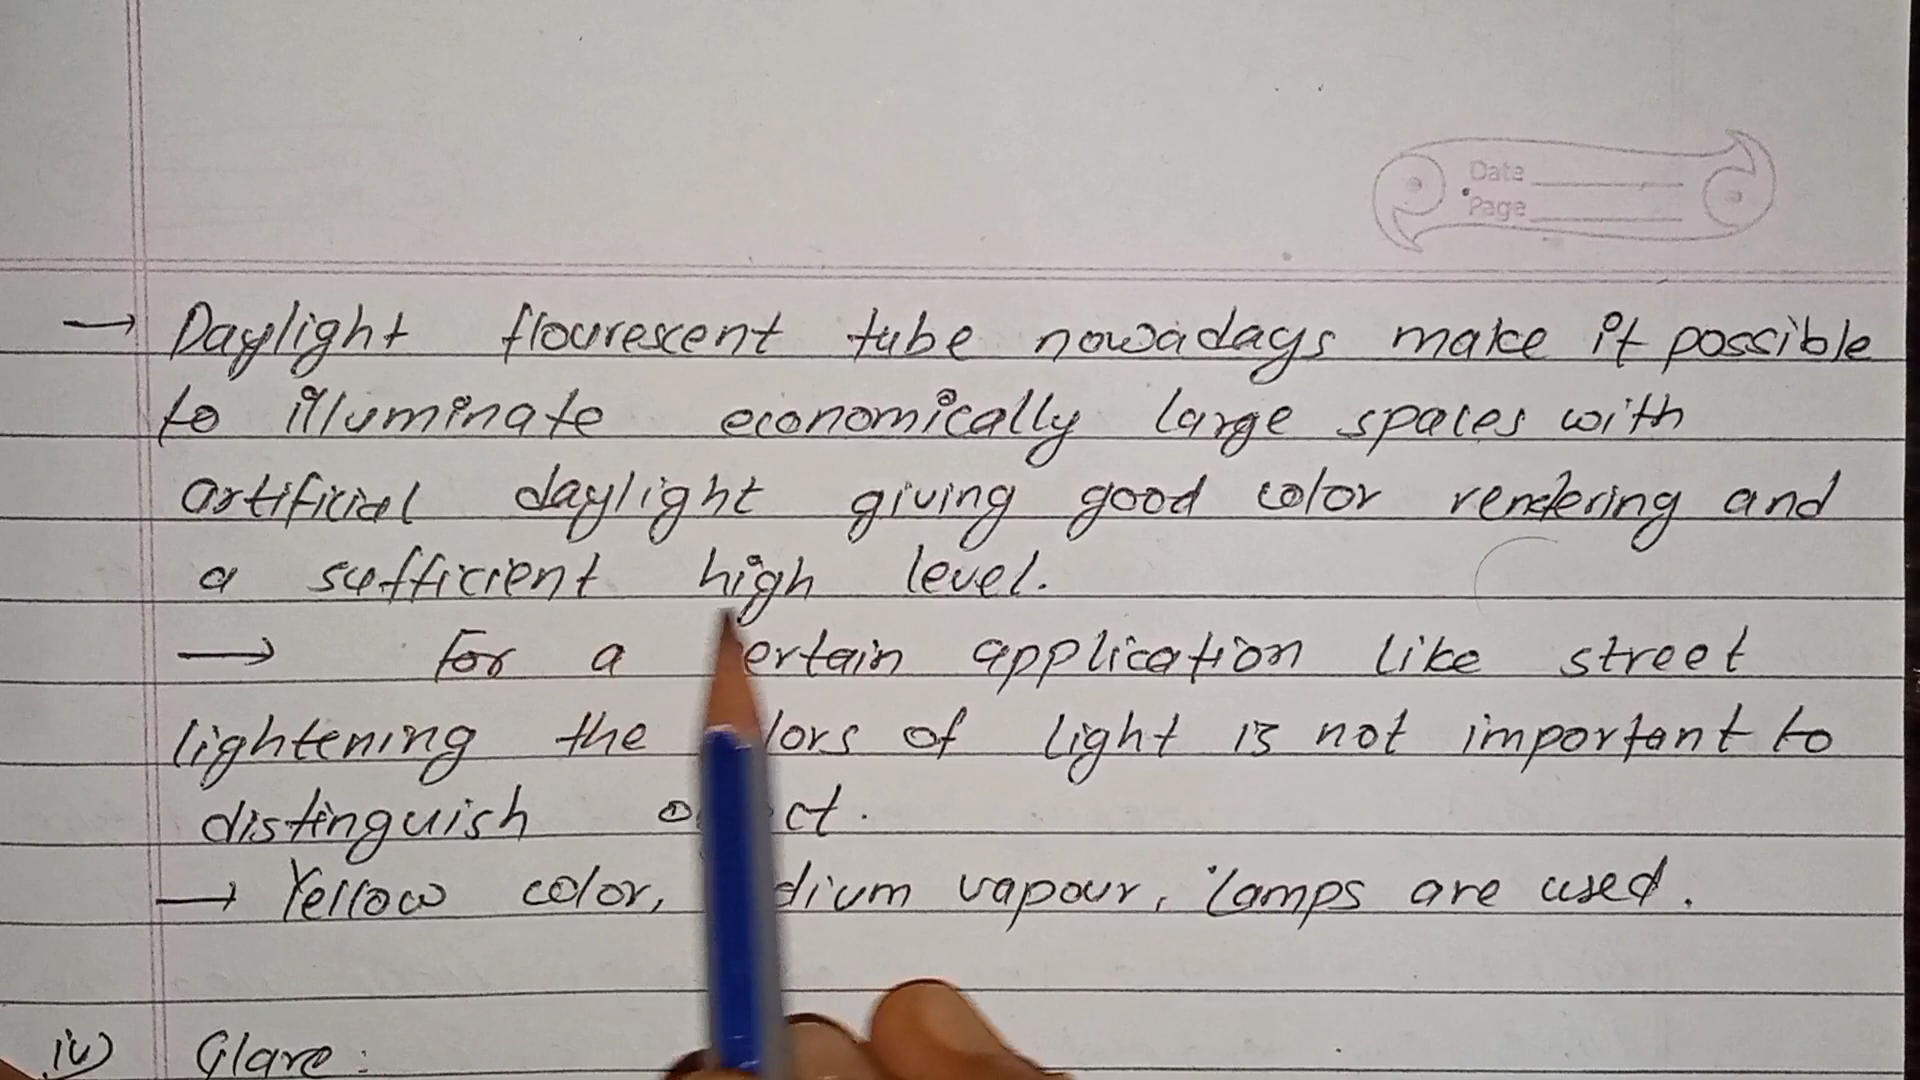 Date
Page
→ Daylight flourescent tube nowadays make it possible
to illuminate economically large spaces with
artificial daylight giving good color rendering and
a sufficient high level.
→ For a ertain application like street
lightening the lors of light is not important to
distinguish o ct.
→ Yellow color, dium vapour, lamps are used.
iv) Glare: